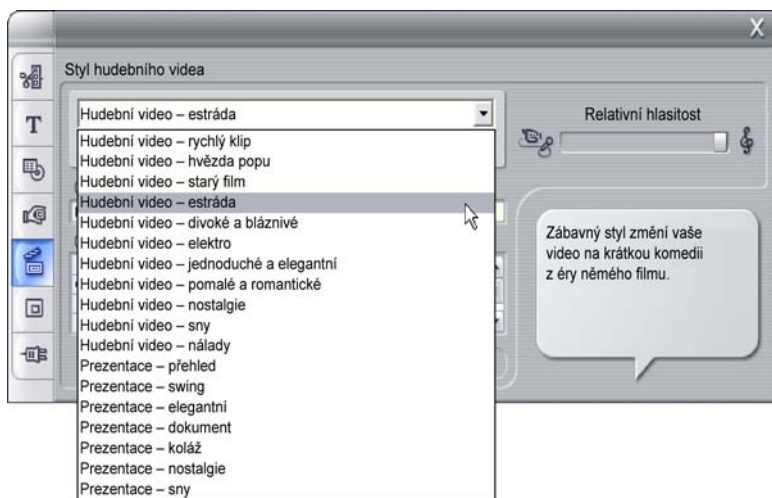 X
Styl hudebního videa
Hudební video – estráda
Relativní hlasitost
T
Hudební video – rychlý klip
Hudební video – hvězda popu
Hudební video – starý film
Hudební video – estráda
Hudební video – divoké a bláznivé
Hudební video – elektro
Hudební video – jednoduché a elegantní
Hudební video – pomalé a romantické
Hudební video – nostalgie
Hudební video – sny
Hudební video – nálady
Prezentace – přehled
Prezentace – swing
Prezentace – elegantní
Prezentace – dokument
Prezentace – koláž
Prezentace – nostalgie
Prezentace – sny
Zábavný styl změní vaše
video na krátkou komedii
z éry němého filmu.